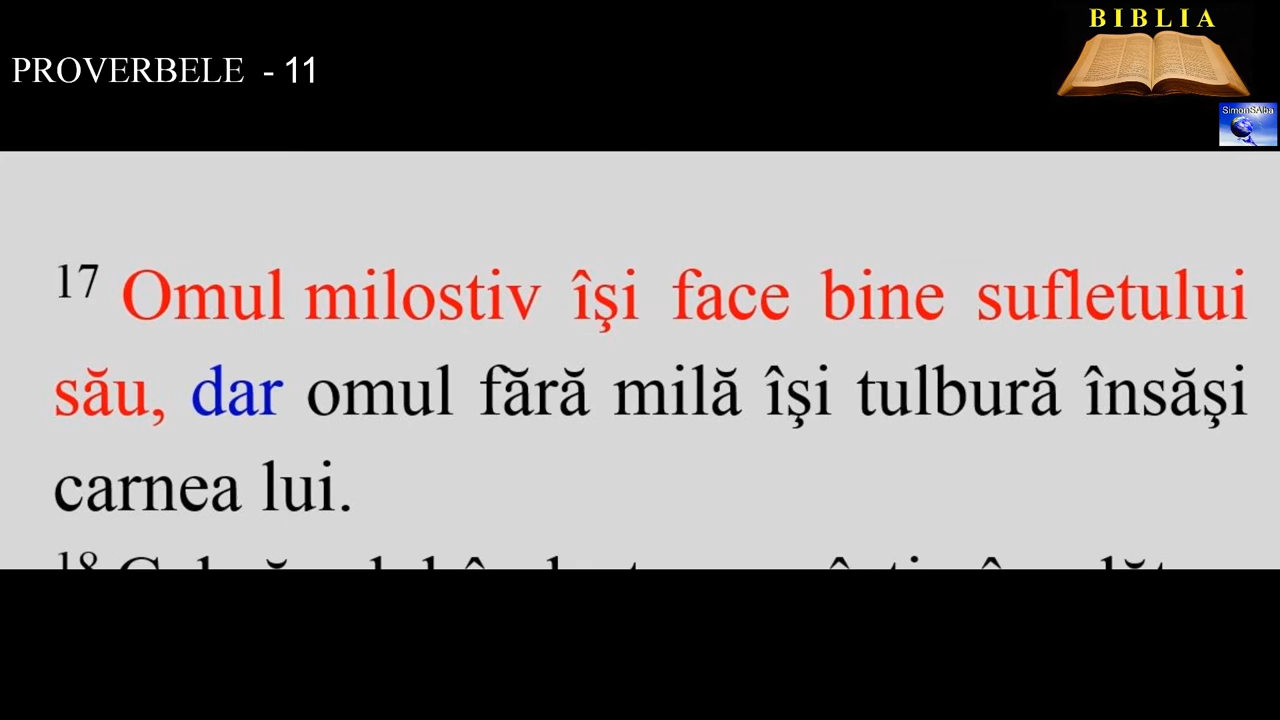 BIBLIA
PROVERBELE - 11
SimonSAlba
17 Omul milostiv îşi face bine sufletului
său, dar omul fără milă îşi tulbură însăşi
carnea lui.
18